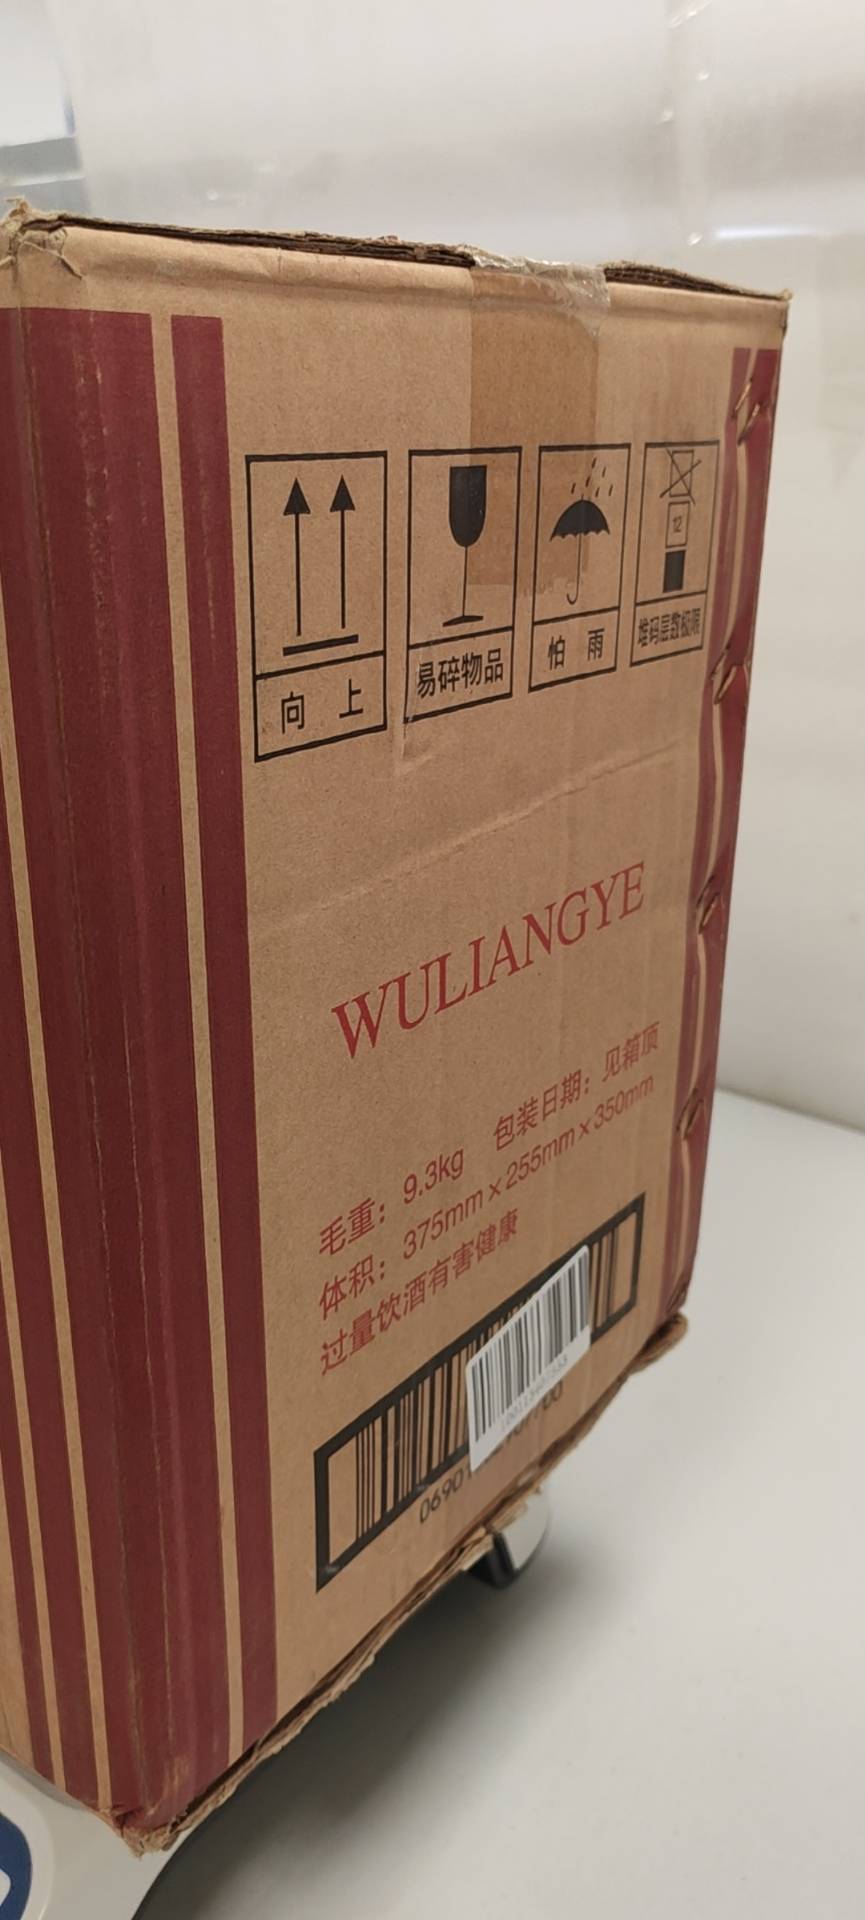 向 上
易碎物品
怕 雨
12
堆码层数极限
WULIANGYE
毛重：9.3kg 包装日期：见箱顶
体积：375mm×255mm×350mm
过量饮酒有害健康